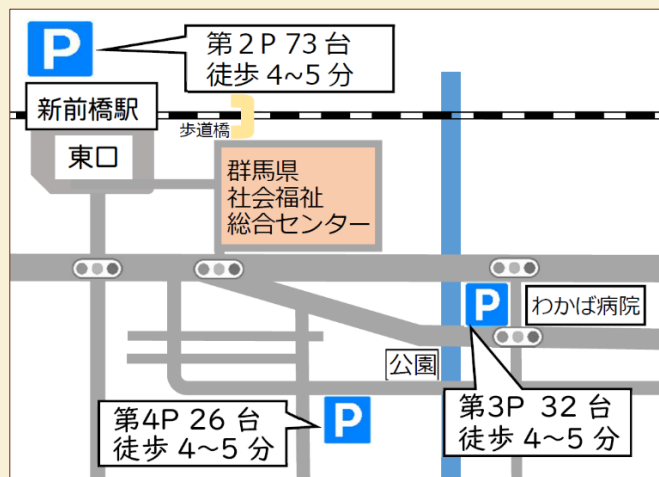 P
第2P 73台
徒歩 4~5 分
新前橋駅
歩道橋
東口
群馬県
社会福祉
総合センター
P
わかば病院
公園
第4P 26 台
徒歩 4～5 分
P
第3P 32 台
徒歩 4～5 分